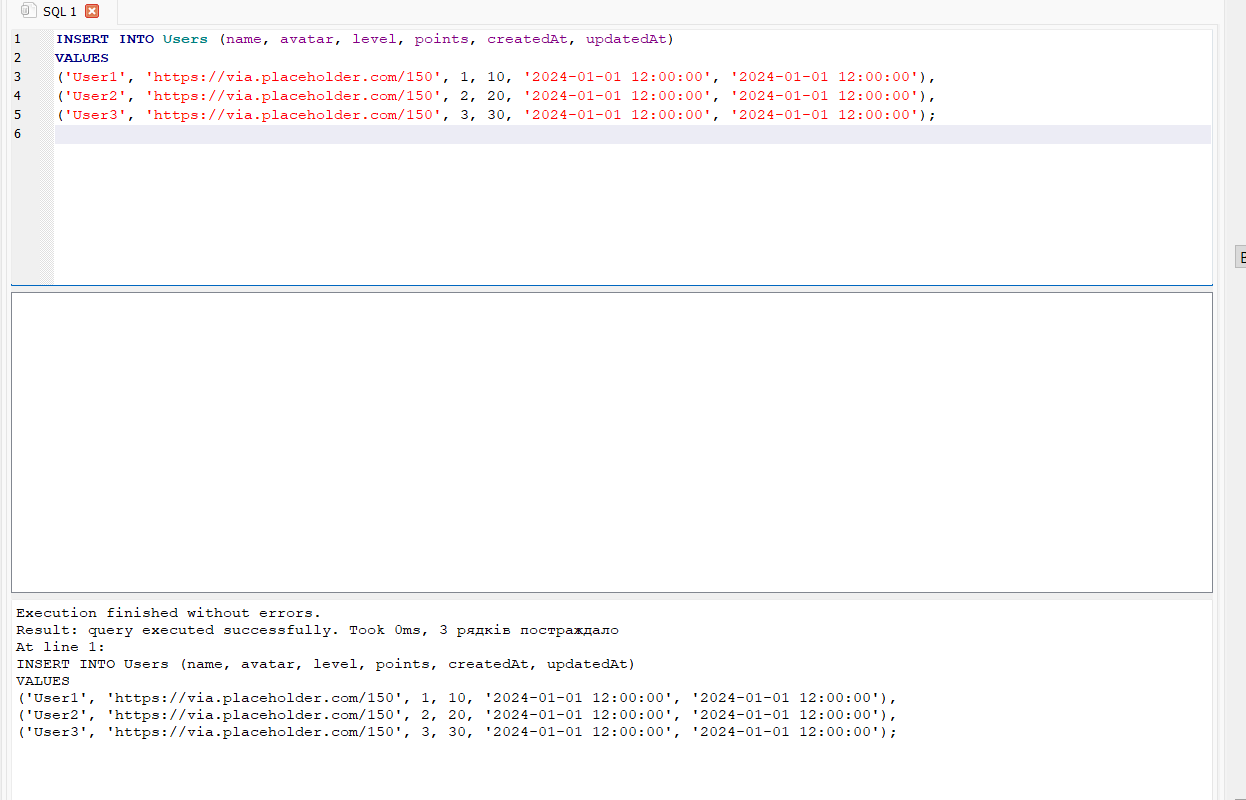 SQL 1
1 INSERT INTO Users (name, avatar, level, points, createdAt, updatedAt)
2 VALUES
3 ('User1', 'https://via.placeholder.com/150', 1, 10, '2024-01-01 12:00:00', '2024-01-01 12:00:00'),
4 ('User2', 'https://via.placeholder.com/150', 2, 20, '2024-01-01 12:00:00', '2024-01-01 12:00:00'),
5 ('User3', 'https://via.placeholder.com/150', 3, 30, '2024-01-01 12:00:00', '2024-01-01 12:00:00');
6
Execution finished without errors.
Result: query executed successfully. Took 0ms, 3 рядків постраждало
At line 1:
INSERT INTO Users (name, avatar, level, points, createdAt, updatedAt)
VALUES
('User1', 'https://via.placeholder.com/150', 1, 10, '2024-01-01 12:00:00', '2024-01-01 12:00:00'),
('User2', 'https://via.placeholder.com/150', 2, 20, '2024-01-01 12:00:00', '2024-01-01 12:00:00'),
('User3', 'https://via.placeholder.com/150', 3, 30, '2024-01-01 12:00:00', '2024-01-01 12:00:00');